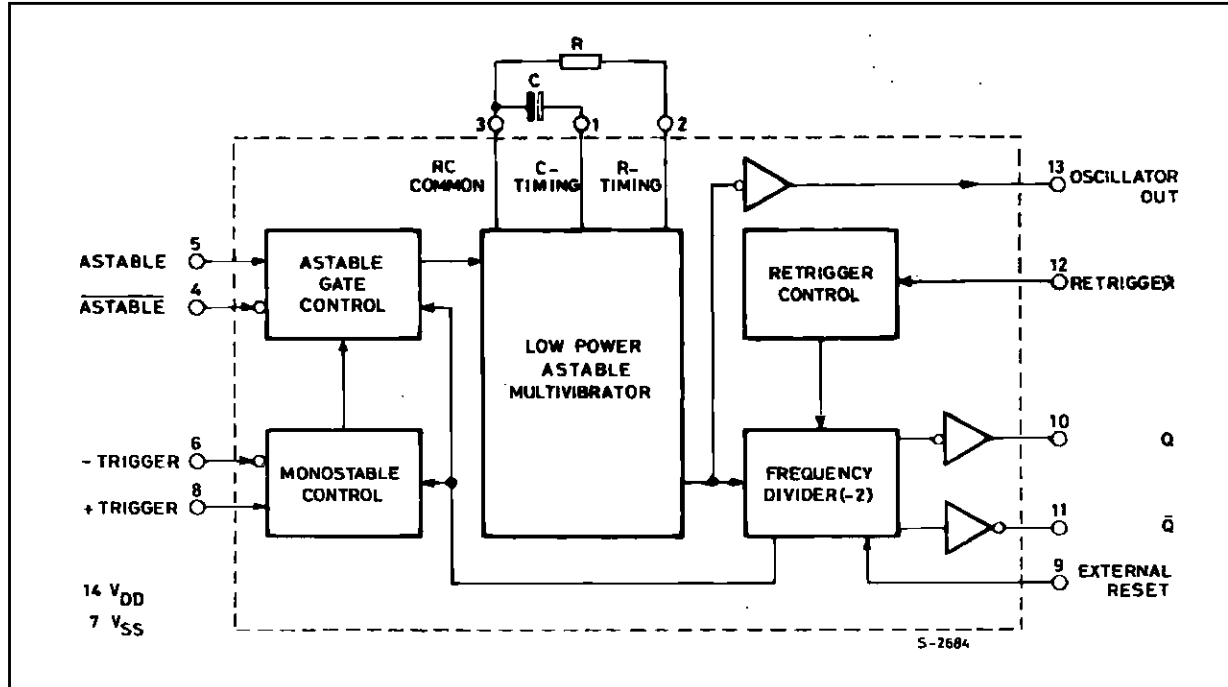 R
C
3
1
2
RC
COMMON
C-
TIMING
R-
TIMING
13
OSCILLATOR
OUT
5
ASTABLE
4
ASTABLE
ASTABLE
GATE
CONTROL
RETRIGGER
CONTROL
12
RETRIGGER
LOW POWER
ASTABLE
MULTIVIBRATOR
6
- TRIGGER
8
+ TRIGGER
MONOSTABLE
CONTROL
FREQUENCY
DIVIDER (-2)
10
Q
11
Q̅
9
EXTERNAL
RESET
14 VDD
7 VSS
S-2684